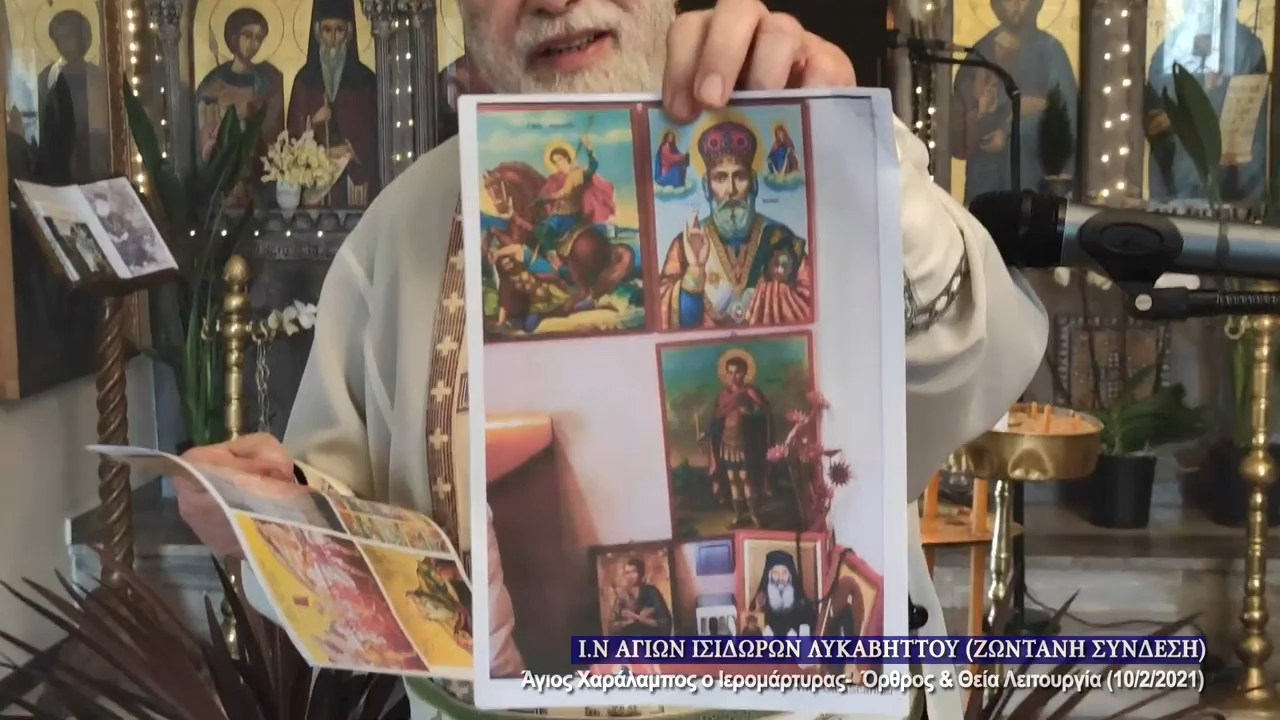 Ι.Ν ΑΓΙΩΝ ΙΣΙΔΩΡΩΝ ΛΥΚΑΒΗΤΤΟΥ (ΖΩΝΤΑΝΗ ΣΥΝΔΕΣΗ)
Άγιος Χαράλαμπος ο Ιερομάρτυρας- Όρθρος & Θεία Λειτουργία (10/2/2021)